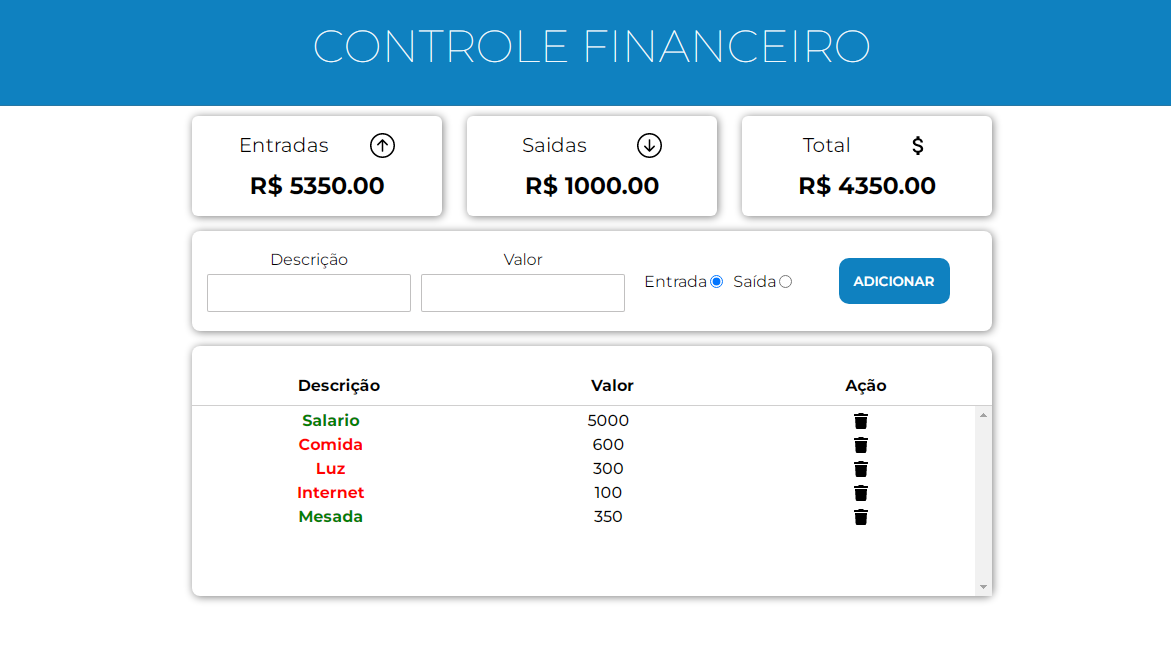 CONTROLE FINANCEIRO
Entradas
R$ 5350.00
Saidas
R$ 1000.00
Total $
R$ 4350.00
Descrição
Valor
Entrada Saída
ADICIONAR
Descrição Valor Ação
Salario 5000
Comida 600
Luz 300
Internet 100
Mesada 350